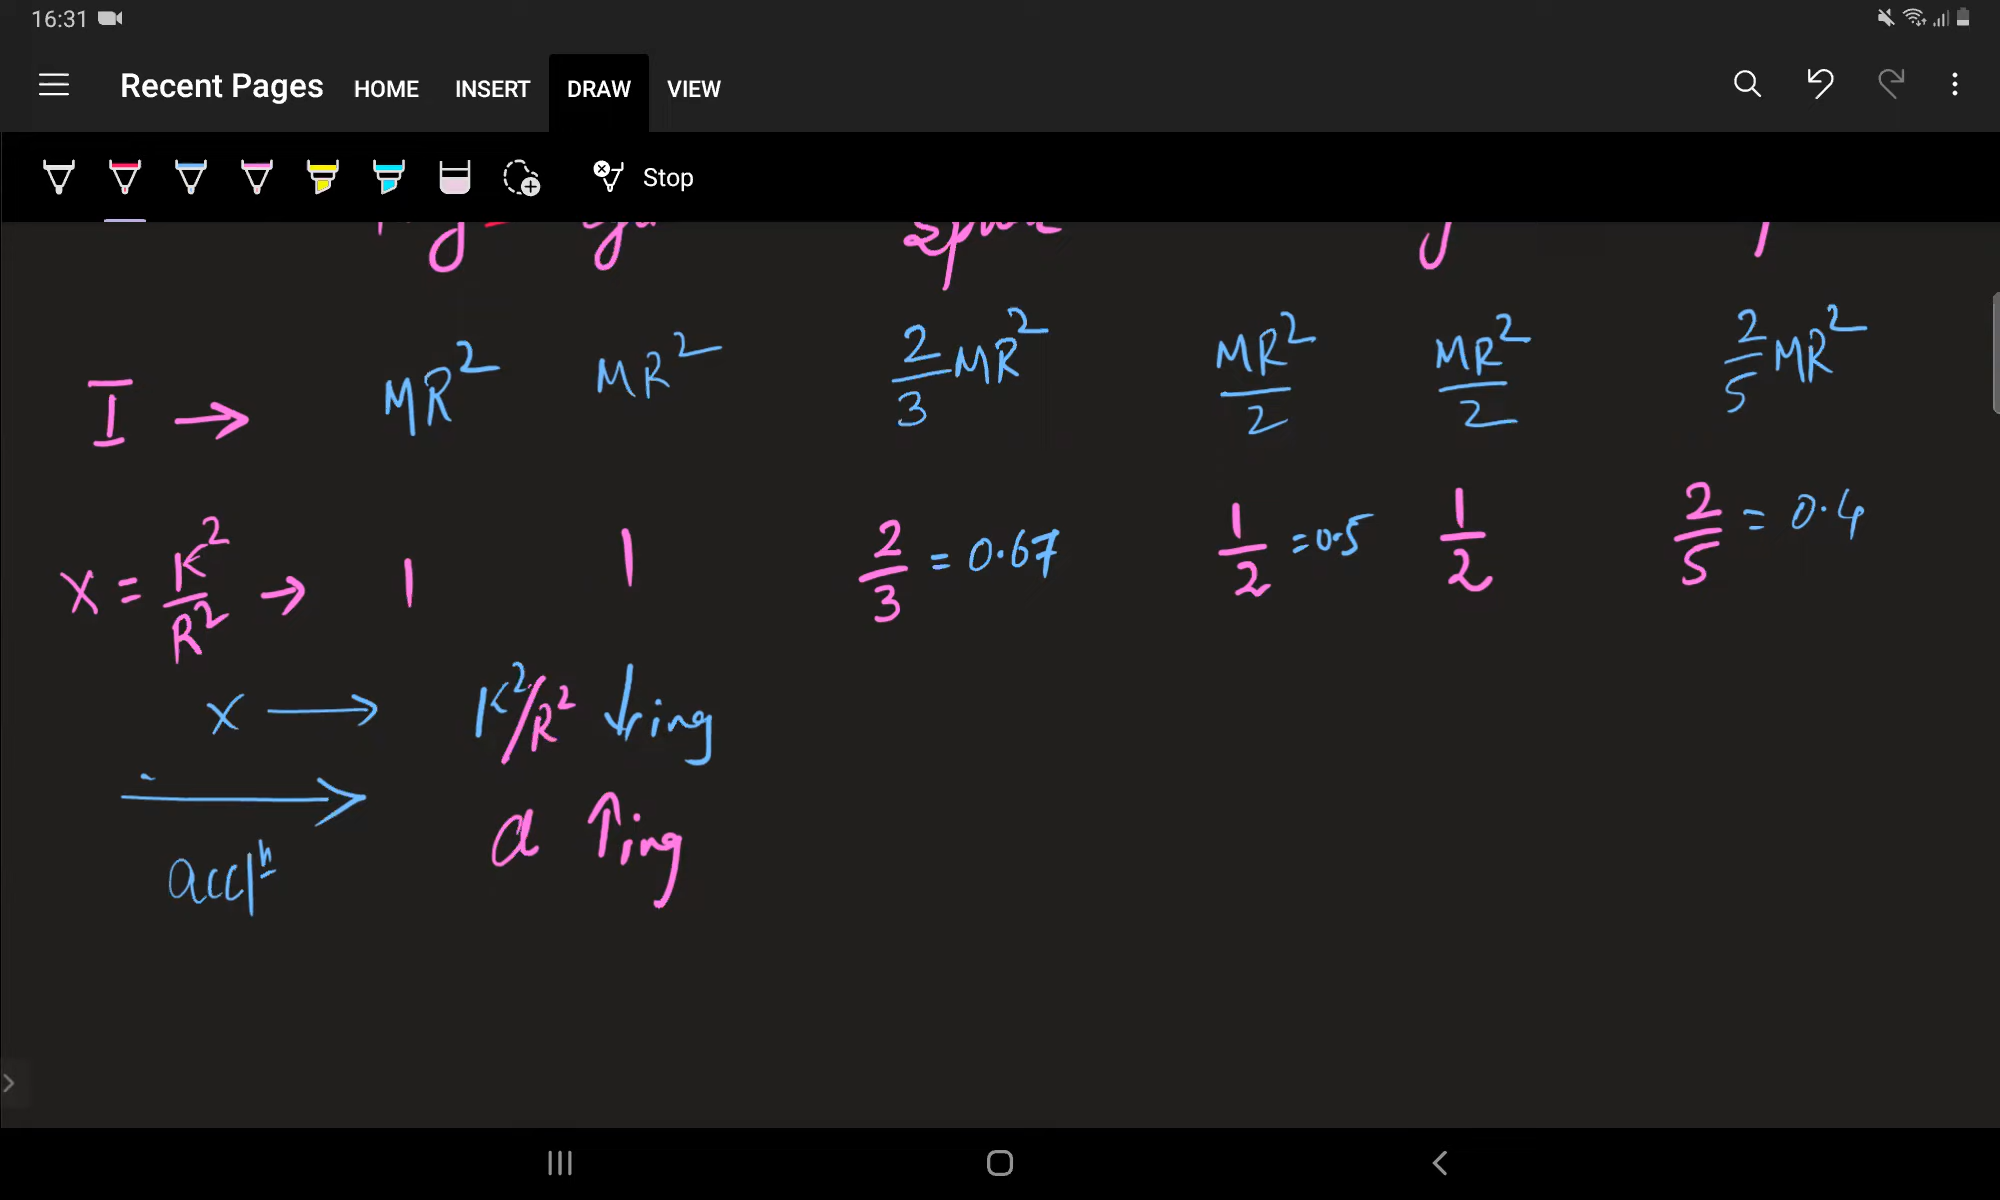 16:31
Recent Pages HOME INSERT DRAW VIEW
Stop
I → MR² MR² 2/3 MR² MR²/2 MR²/2 2/5 MR²
x = K²/R² → 1 1 2/3 = 0.67 1/2 = 0.5 1/2 2/5 = 0.4
x → K²/R² ↓ing
a ↑ing
accⁿ